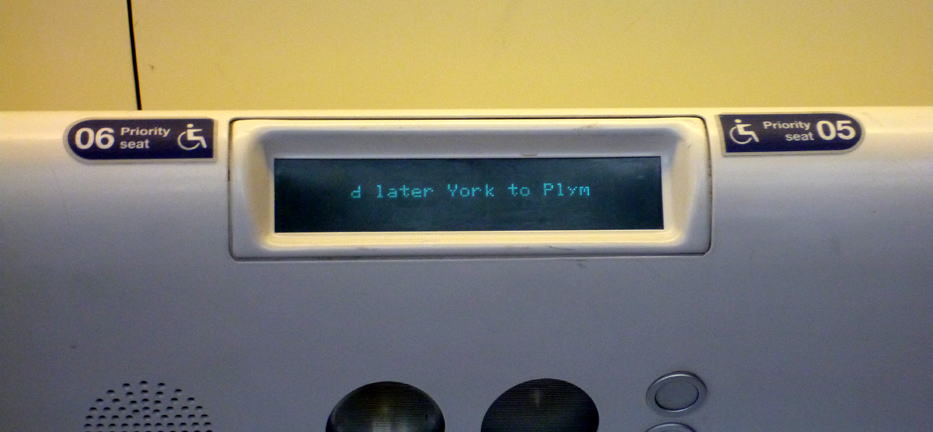 06 Priority seat
d later York to Plym
Priority seat 05